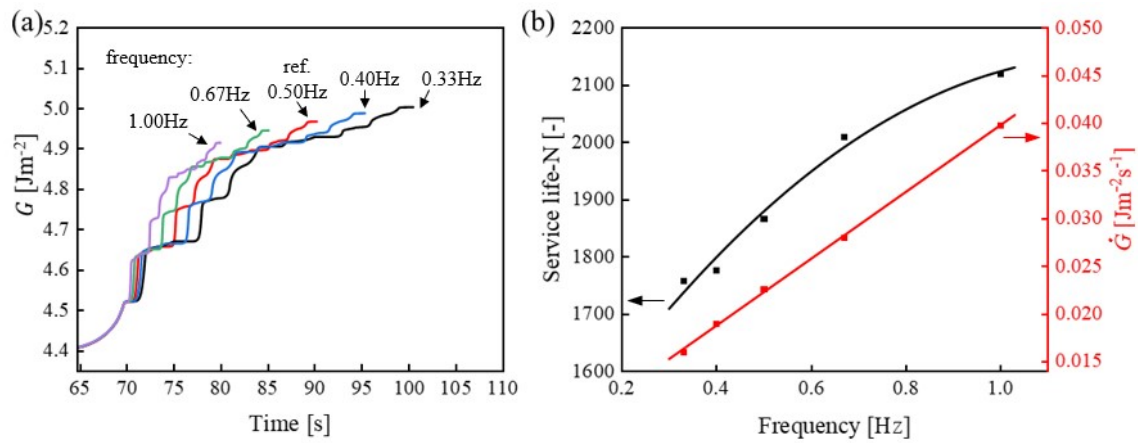 (a)
5.2
5.1
5.0
4.9
4.8
4.7
4.6
4.5
4.4
G [Jm-2]
frequency:
1.00Hz
0.67Hz
ref.
0.50Hz
0.40Hz
0.33Hz
65 70 75 80 85 90 95 100 105 110
Time [s]
(b)
2200
2100
2000
1900
1800
1700
1600
Service life-N [-]
0.2 0.4 0.6 0.8 1.0
Frequency [Hz]
0.050
0.045
0.040
0.035
0.030
0.025
0.020
0.015
Ġ [Jm-2s-1]